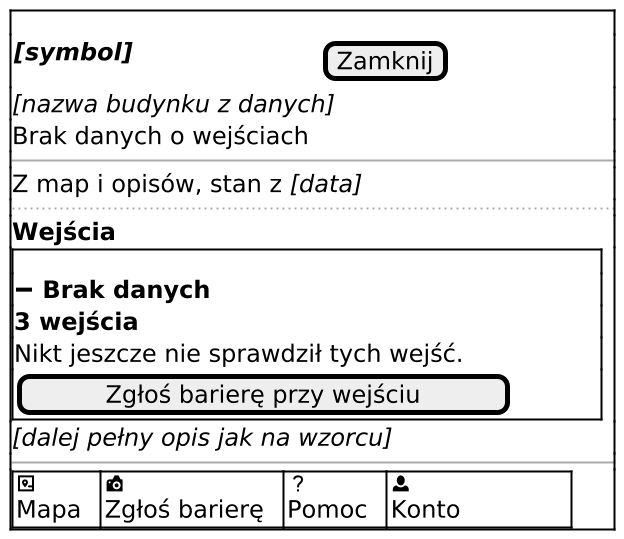 [symbol]
Zamknij
[nazwa budynku z danych]
Brak danych o wejściach
Z map i opisów, stan z [data]
Wejścia
— Brak danych
3 wejścia
Nikt jeszcze nie sprawdził tych wejść.
Zgłoś barierę przy wejściu
[dalej pełny opis jak na wzorcu]
Mapa
Zgłoś barierę
?
Pomoc
Konto